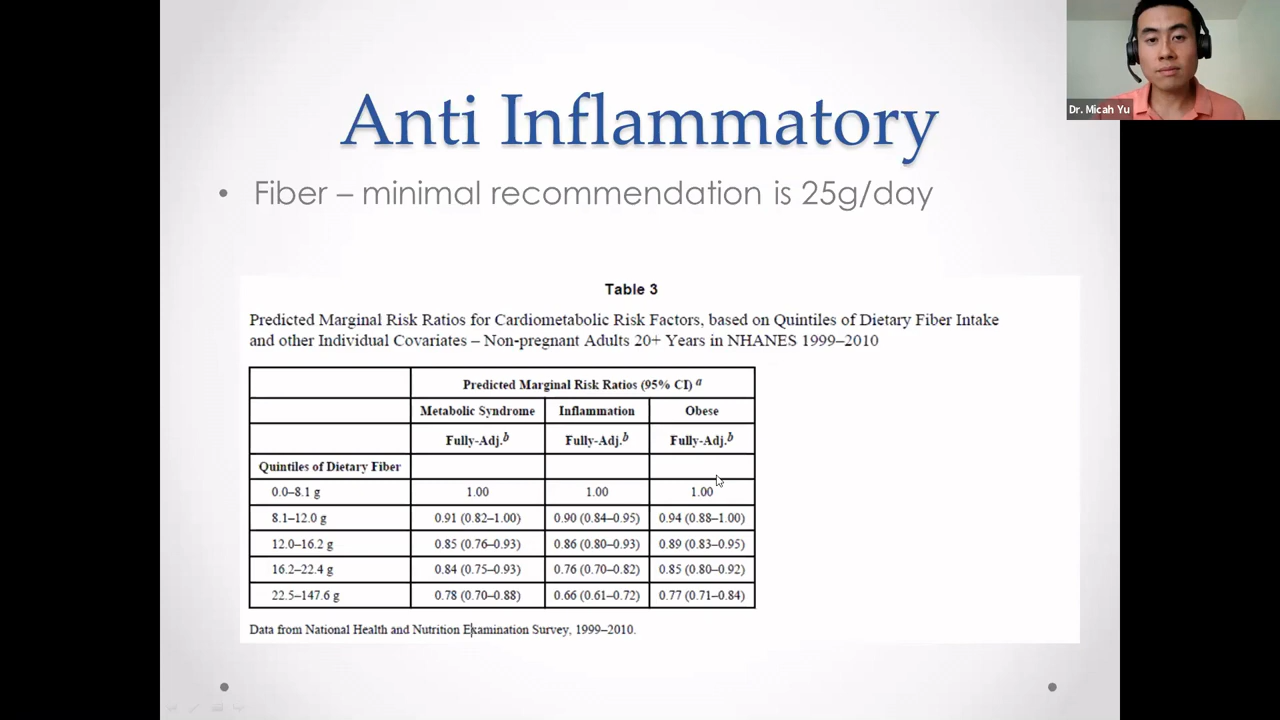 Anti Inflammatory
• Fiber – minimal recommendation is 25g/day
Table 3
Predicted Marginal Risk Ratios for Cardiometabolic Risk Factors, based on Quintiles of Dietary Fiber Intake
and other Individual Covariates – Non-pregnant Adults 20+ Years in NHANES 1999–2010
Predicted Marginal Risk Ratios (95% CI) a
Metabolic Syndrome Inflammation Obese
Fully-Adj.b Fully-Adj.b Fully-Adj.b
Quintiles of Dietary Fiber
0.0–8.1 g 1.00 1.00 1.00
8.1–12.0 g 0.91 (0.82–1.00) 0.90 (0.84–0.95) 0.94 (0.88–1.00)
12.0–16.2 g 0.85 (0.76–0.93) 0.86 (0.80–0.93) 0.89 (0.83–0.95)
16.2–22.4 g 0.84 (0.75–0.93) 0.76 (0.70–0.82) 0.85 (0.80–0.92)
22.5–147.6 g 0.78 (0.70–0.88) 0.66 (0.61–0.72) 0.77 (0.71–0.84)
Data from National Health and Nutrition Examination Survey, 1999–2010.
Dr. Micah Yu